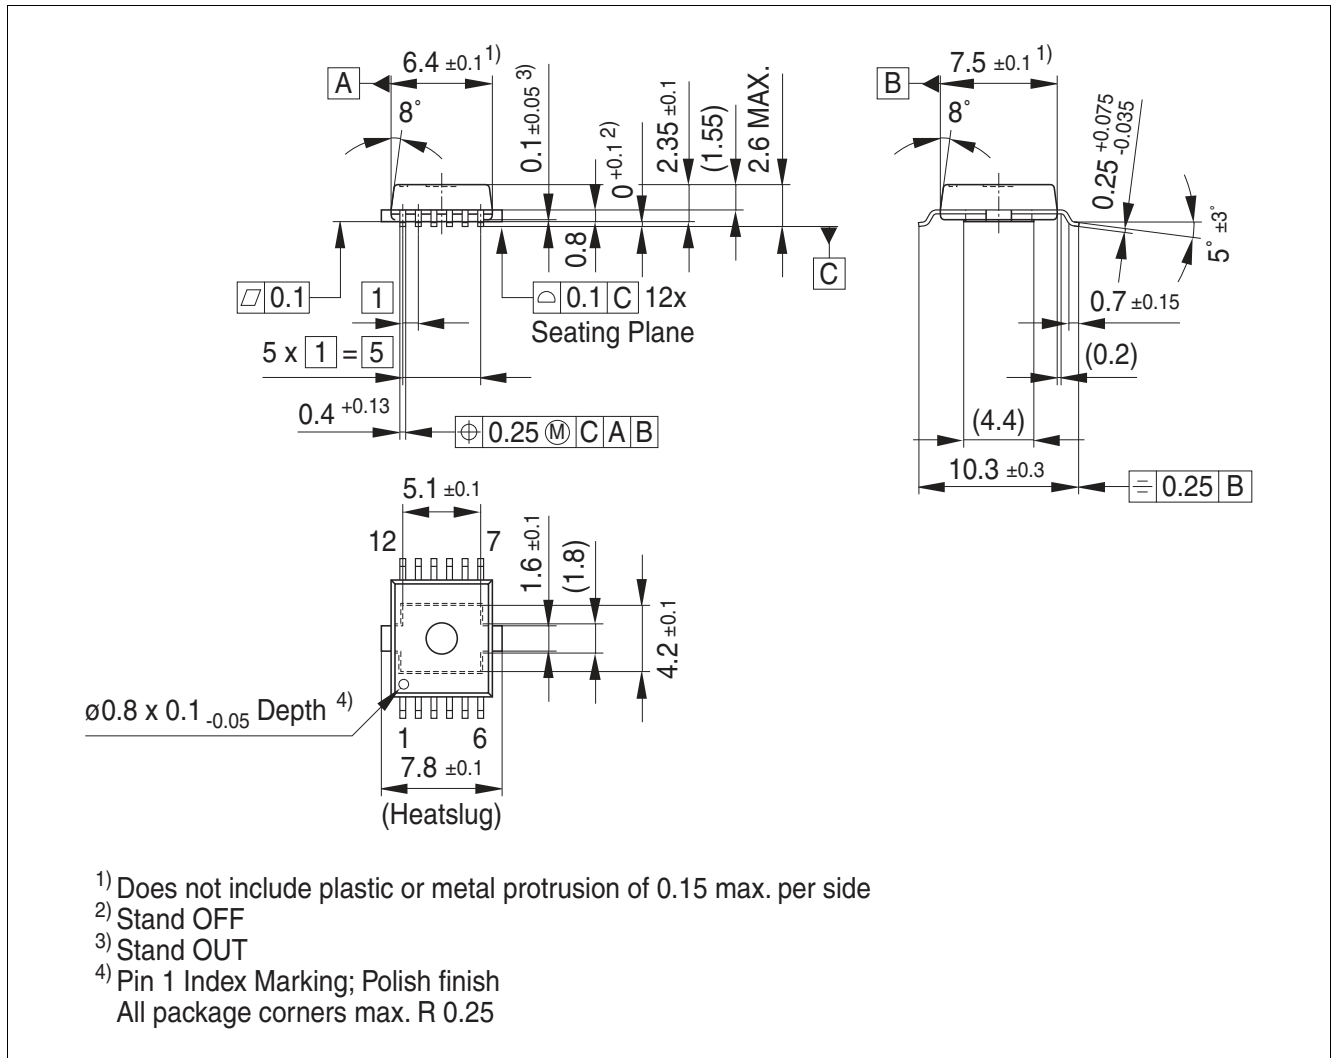 6.4 ±0.1 1)
A
8°
0.1±0.05 3)
0 +0.1 2)
2.35 ±0.1
(1.55)
2.6 MAX.
0.8
C
0.1
1
0.1 C 12x
Seating Plane
5 x 1 = 5
0.4 +0.13
0.25 Ⓜ C A B
7.5 ±0.1 1)
B
8°
0.25 +0.075 -0.035
5° ±3°
0.7 ±0.15
(0.2)
(4.4)
10.3 ±0.3
0.25 B
5.1 ±0.1
12 7
1.6 ±0.1
(1.8)
4.2 ±0.1
ø0.8 x 0.1 -0.05 Depth 4)
1 6
7.8 ±0.1
(Heatslug)
1) Does not include plastic or metal protrusion of 0.15 max. per side
2) Stand OFF
3) Stand OUT
4) Pin 1 Index Marking; Polish finish
All package corners max. R 0.25